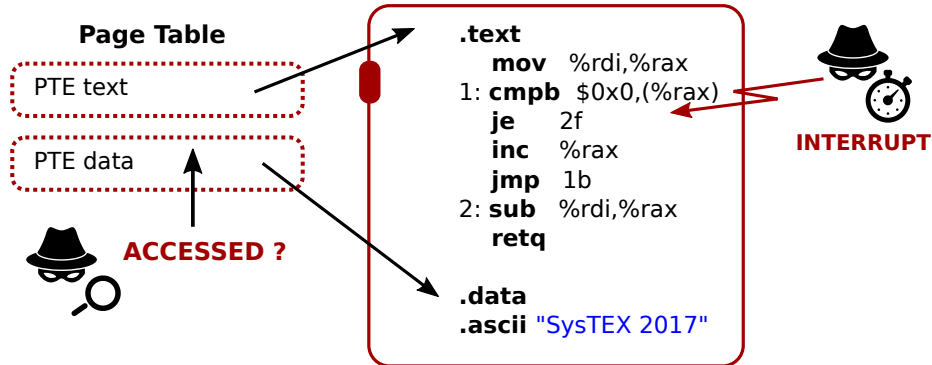 Page Table
PTE text
PTE data
ACCESSED ?
.text
mov %rdi,%rax
1: cmpb $0x0,(%rax)
je 2f
inc %rax
jmp 1b
2: sub %rdi,%rax
retq
.data
.ascii "SysTEX 2017"
INTERRUPT